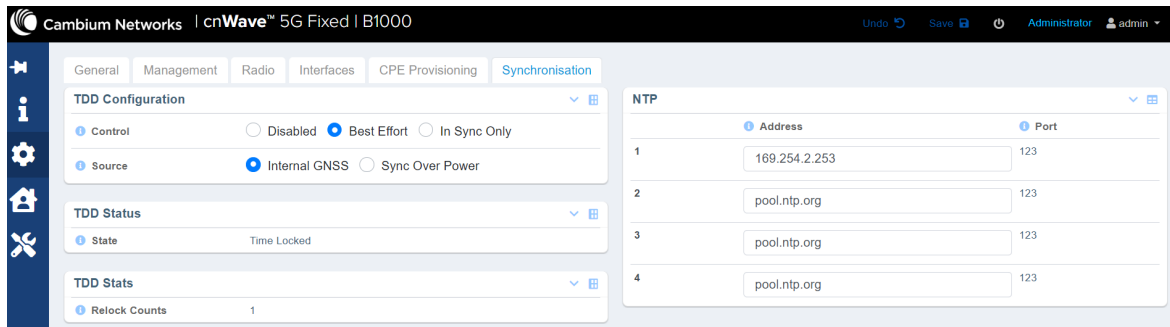 Cambium Networks | cnWave™ 5G Fixed | B1000
Undo Save Administrator admin
General Management Radio Interfaces CPE Provisioning Synchronisation
TDD Configuration
Control Disabled Best Effort In Sync Only
Source Internal GNSS Sync Over Power
TDD Status
State Time Locked
TDD Stats
Relock Counts 1
NTP
Address Port
1 169.254.2.253 123
2 pool.ntp.org 123
3 pool.ntp.org 123
4 pool.ntp.org 123